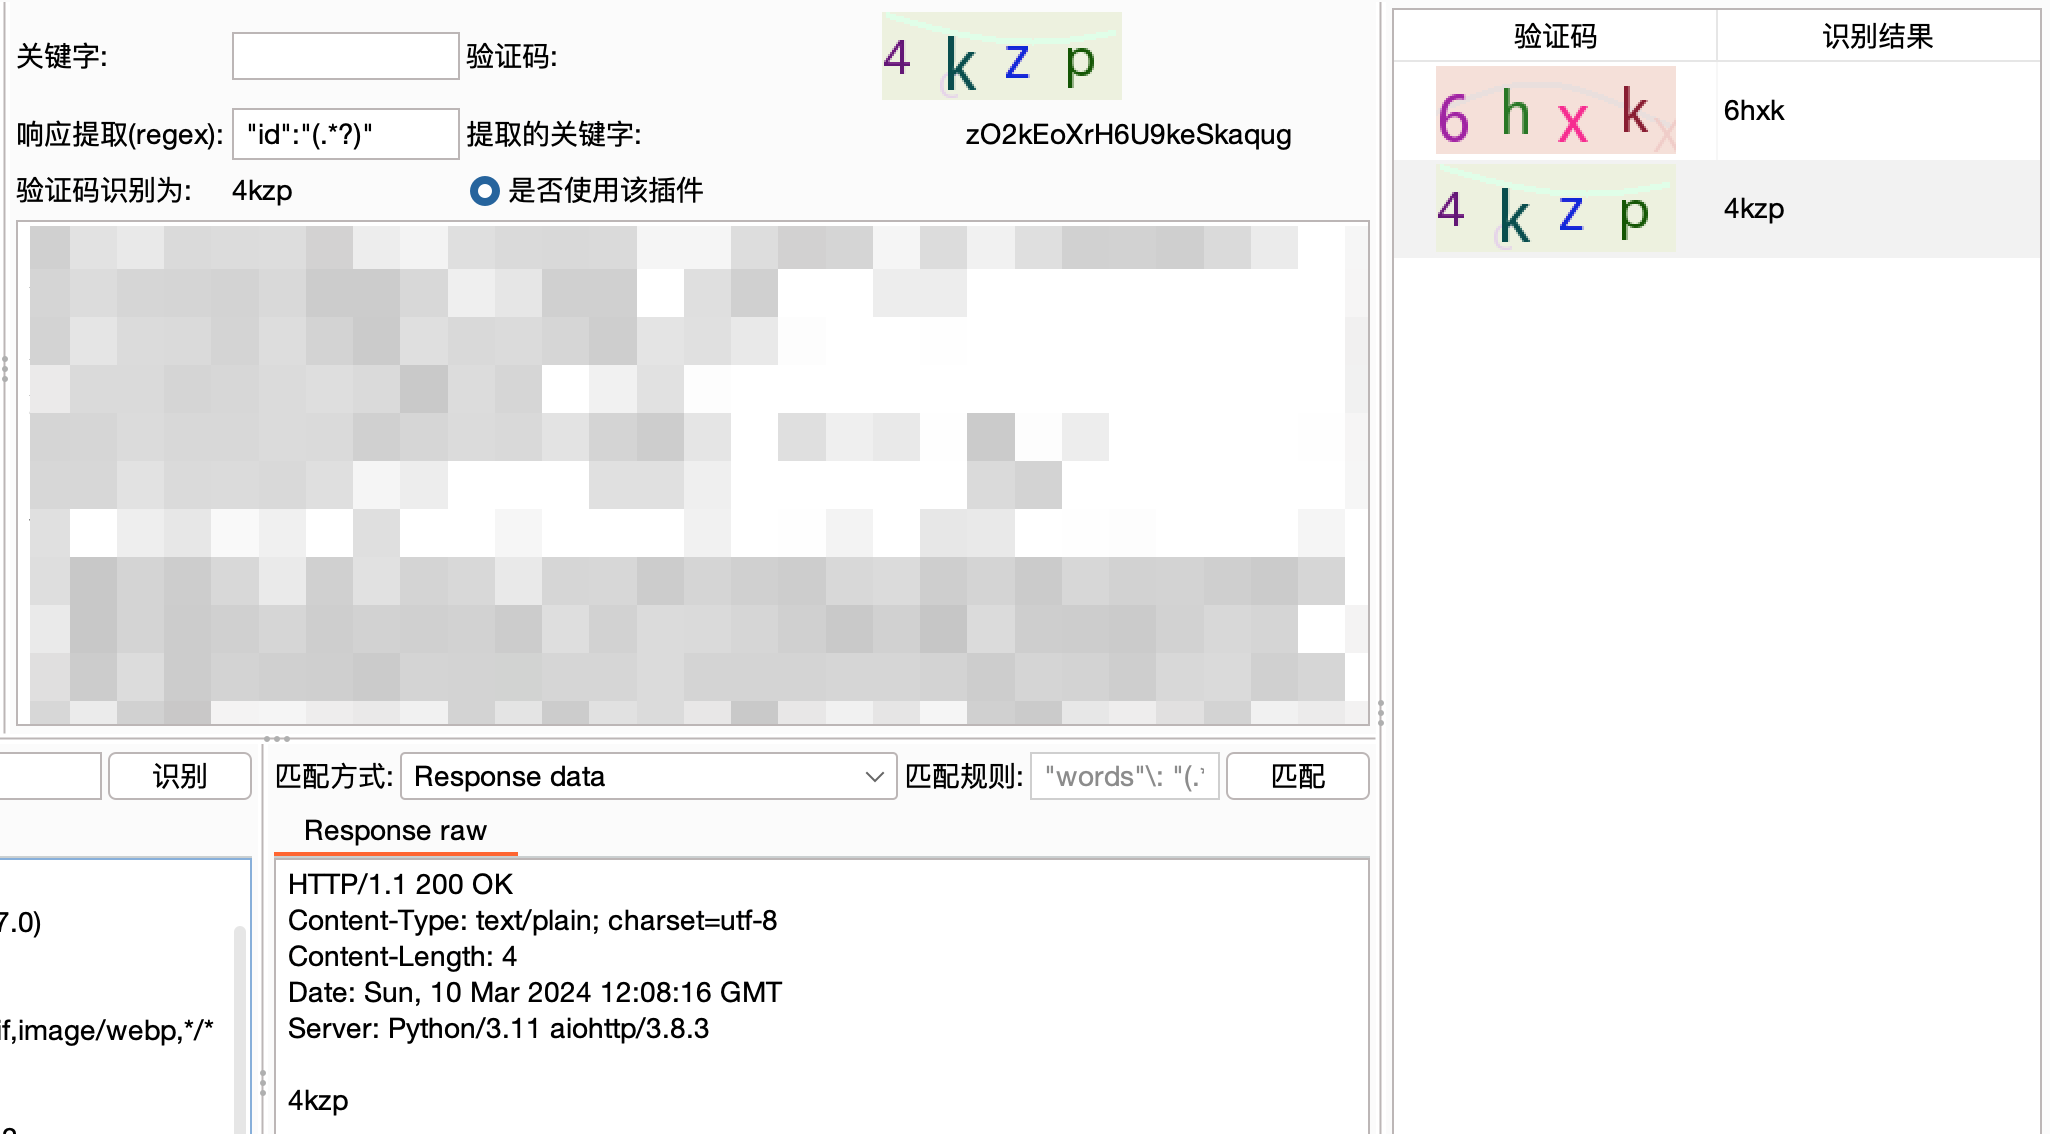 关键字: 验证码: 4 k z p
响应提取(regex): "id":"(.*?)" 提取的关键字: zO2kEoXrH6U9keSkaqug
验证码识别为: 4kzp 是否使用该插件
识别 匹配方式: Response data 匹配规则: "words"\: "(.* 匹配
Response raw
7.0)
if,image/webp,*/*
HTTP/1.1 200 OK
Content-Type: text/plain; charset=utf-8
Content-Length: 4
Date: Sun, 10 Mar 2024 12:08:16 GMT
Server: Python/3.11 aiohttp/3.8.3
4kzp
验证码 识别结果
6 h x k 6hxk
4 k z p 4kzp